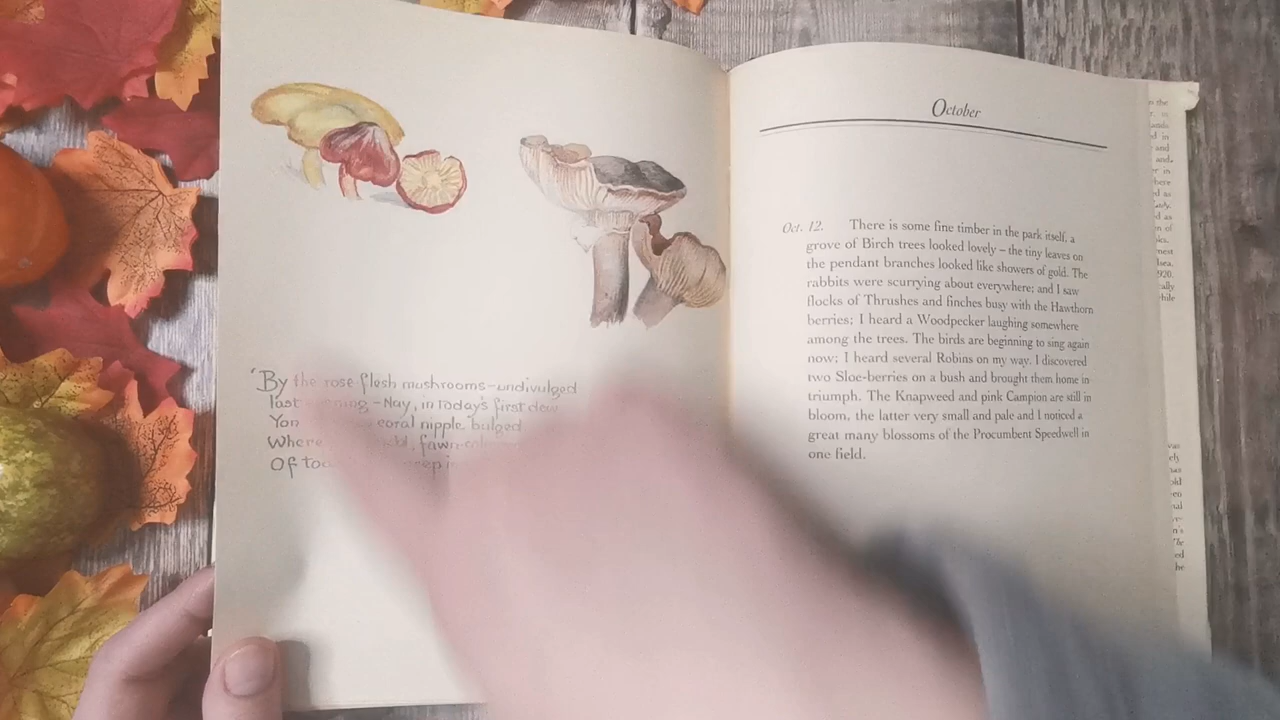 'By the rose-flesh mushrooms-undivulged
last evening - Nay, in today's first dew
Yon coral nipple bulged
Where fawn-
Of
October
Oct. 12. There is some fine timber in the park itself, a
grove of Birch trees looked lovely – the tiny leaves on
the pendant branches looked like showers of gold. The
rabbits were scurrying about everywhere; and I saw
flocks of Thrushes and finches busy with the Hawthorn
berries; I heard a Woodpecker laughing somewhere
among the trees. The birds are beginning to sing again
now; I heard several Robins on my way. I discovered
two Sloe-berries on a bush and brought them home in
triumph. The Knapweed and pink Campion are still in
bloom, the latter very small and pale and I noticed a
great many blossoms of the Procumbent Speedwell in
one field.